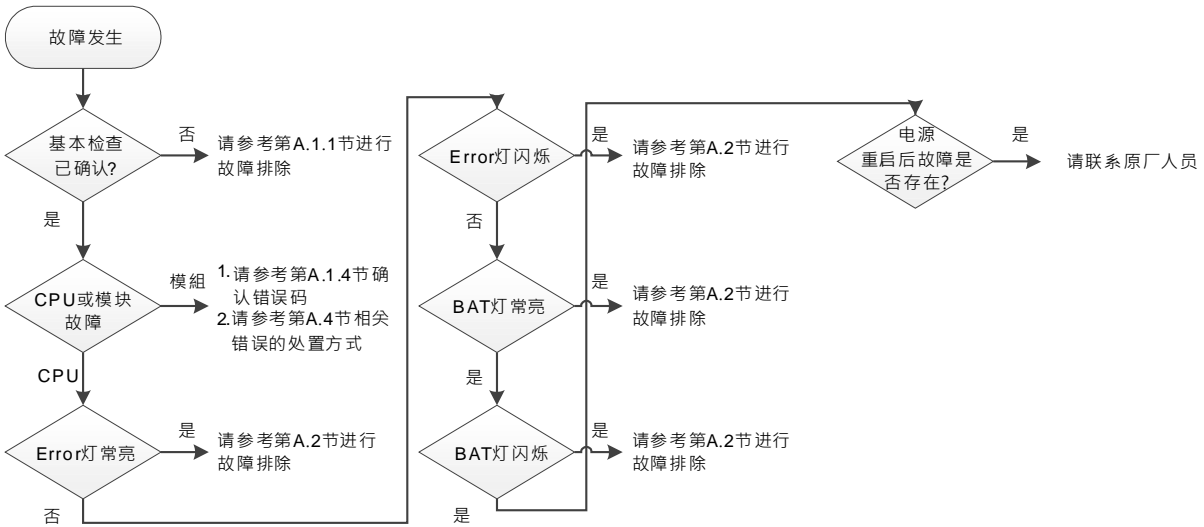 故障发生
基本检查
已确认?
否
请参考第A.1.1节进行
故障排除
是
CPU或模块
故障
模組
1.请参考第A.1.4节确
认错误码
2.请参考第A.4节相关
错误的处置方式
CPU
Error灯常亮
是
请参考第A.2节进行
故障排除
否
Error灯闪烁
是
请参考第A.2节进行
故障排除
否
BAT灯常亮
是
请参考第A.2节进行
故障排除
是
BAT灯闪烁
是
请参考第A.2节进行
故障排除
是
电源
重启后故障是
否存在?
是
请联系原厂人员